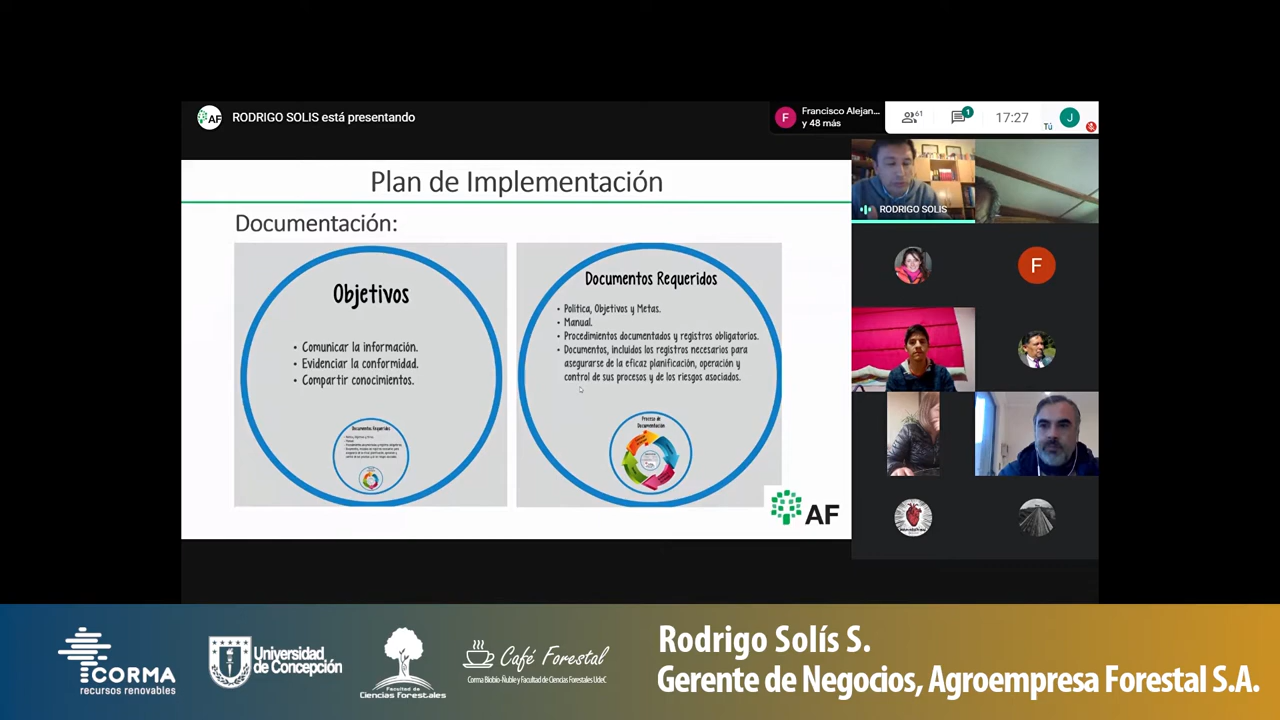 AF
RODRIGO SOLIS está presentando
F
Francisco Alejan...
y 48 más
61
1
17:27
Tú
J
Plan de Implementación
Documentación:
Objetivos
• Comunicar la información.
• Evidenciar la conformidad.
• Compartir conocimientos.
Documentos Requeridos
Documentos Requeridos
• Política, Objetivos y Metas.
• Manual.
• Procedimientos documentados y registros obligatorios.
• Documentos, incluidos los registros necesarios para
asegurarse de la eficaz planificación, operación y
control de sus procesos y de los riesgos asociados.
Proceso de
Documentación
AF
RODRIGO SOLIS
F
CORMA
recursos renovables
Universidad
de Concepción
Facultad de
Ciencias Forestales
Café Forestal
Corma Biobío-Ñuble y Facultad de Ciencias Forestales UdeC
Rodrigo Solís S.
Gerente de Negocios, Agroempresa Forestal S.A.